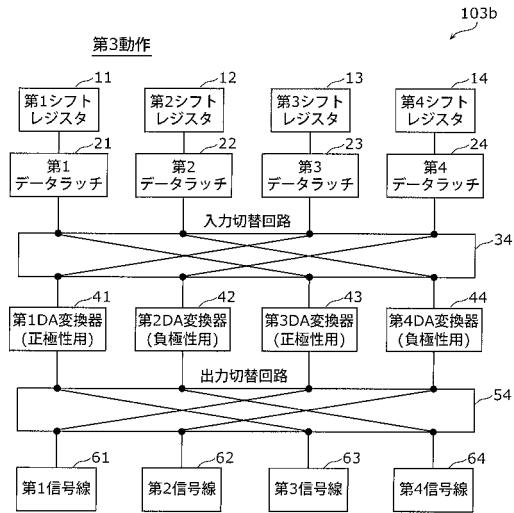 103b
第3動作
11
12
13
14
第1シフト
レジスタ
第2シフト
レジスタ
第3シフト
レジスタ
第4シフト
レジスタ
21
22
23
24
第1
データラッチ
第2
データラッチ
第3
データラッチ
第4
データラッチ
入力切替回路
34
41
42
43
44
第1DA変換器
(正極性用)
第2DA変換器
(負極性用)
第3DA変換器
(正極性用)
第4DA変換器
(負極性用)
出力切替回路
54
61
62
63
64
第1信号線
第2信号線
第3信号線
第4信号線